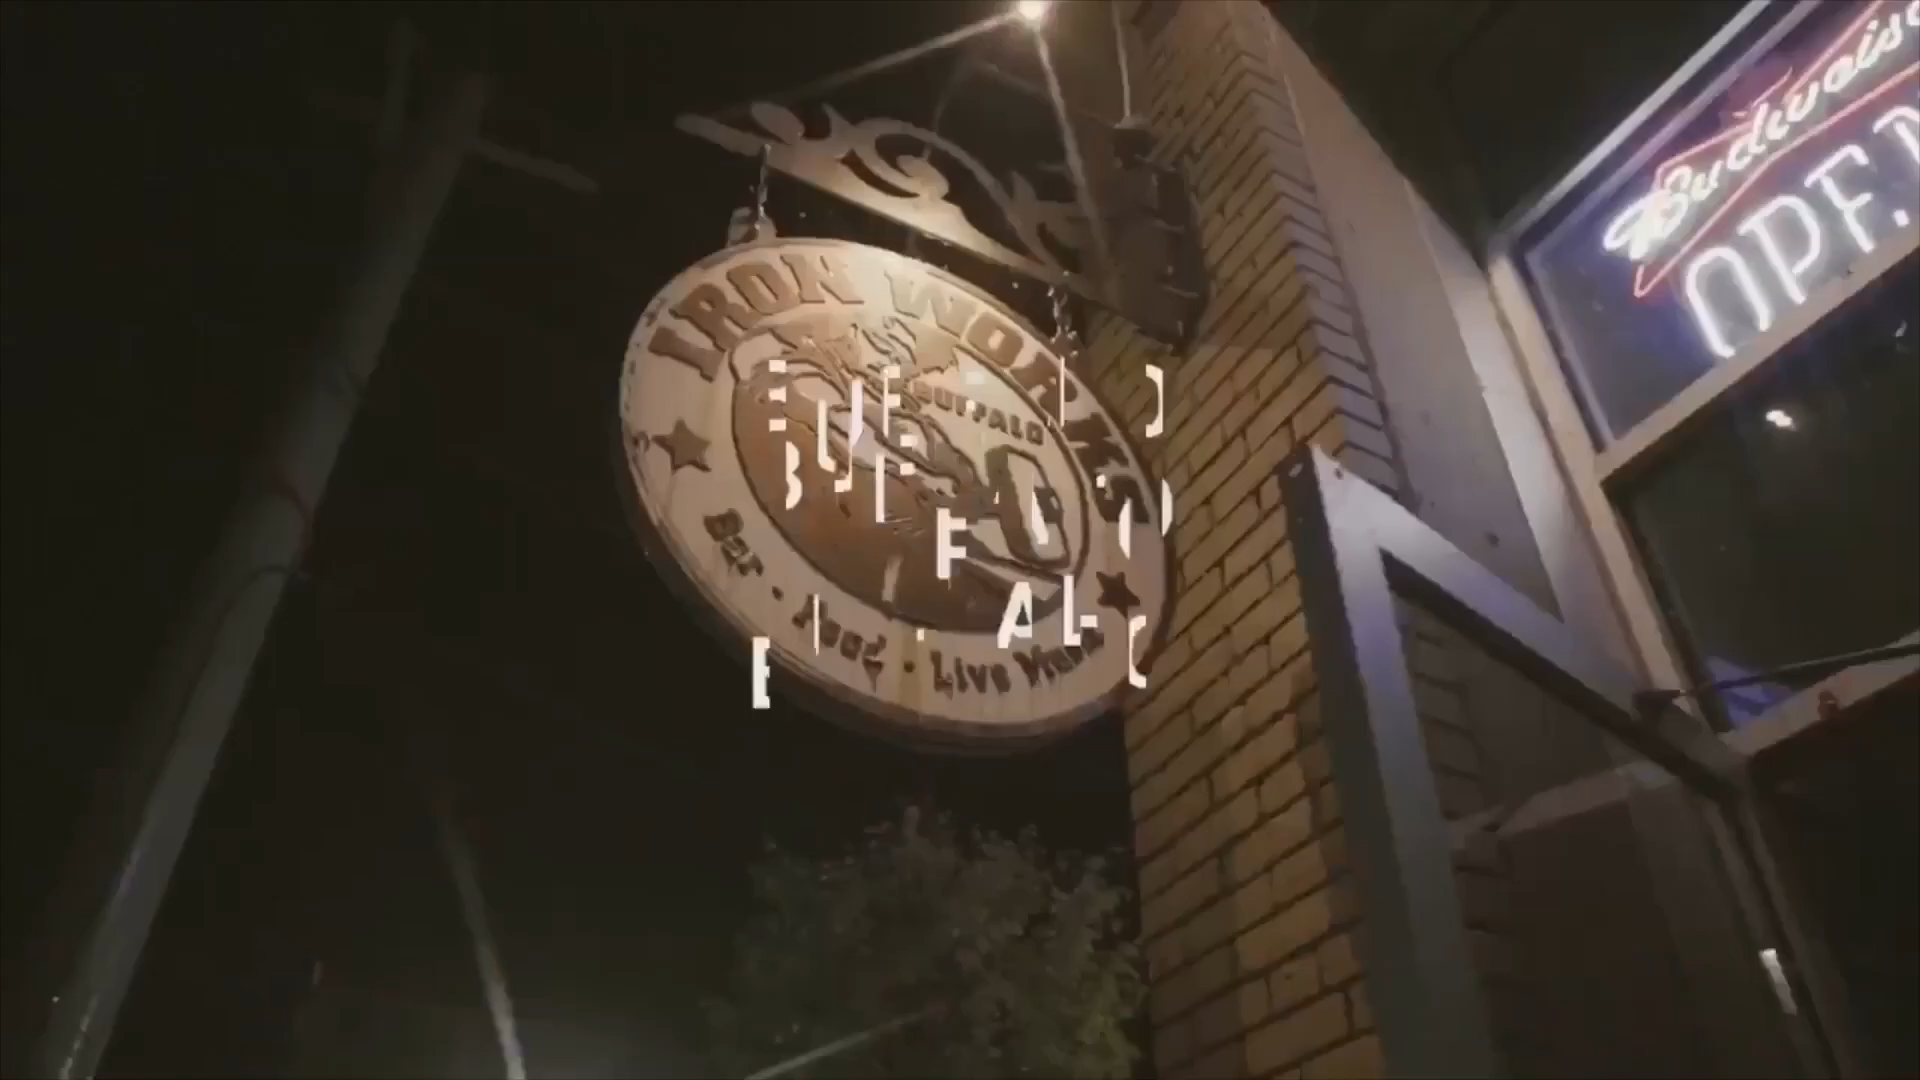 IRON WORKS
BUFFALO
Bar · Food · Live Music
Budweiser
OPEN